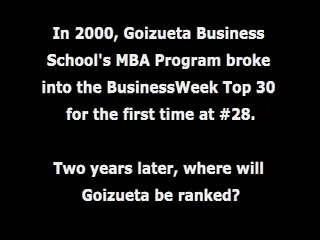 In 2000, Goizueta Business
School's MBA Program broke
into the BusinessWeek Top 30
for the first time at #28.
Two years later, where will
Goizueta be ranked?